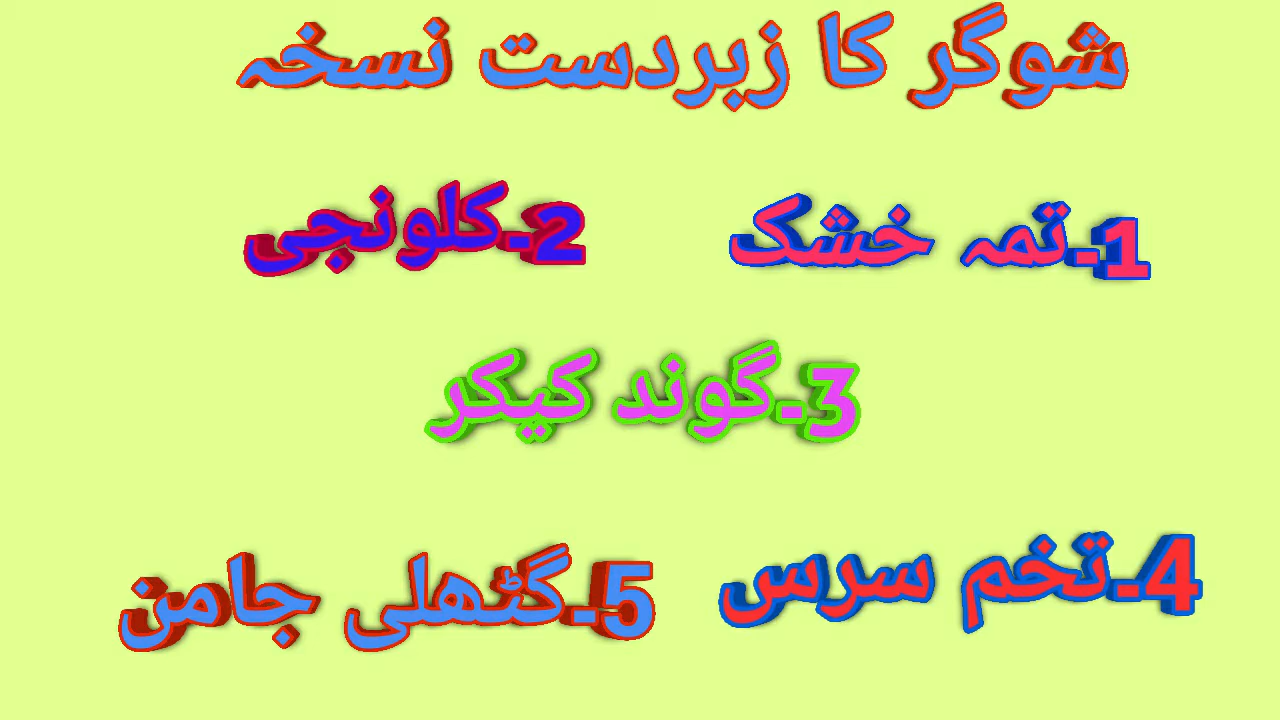 شوگر کا زبردست نسخہ
1۔تمہ خشک
2۔کلونجی
3۔گوند کیکر
4۔تخم سرس
5۔گٹھلی جامن